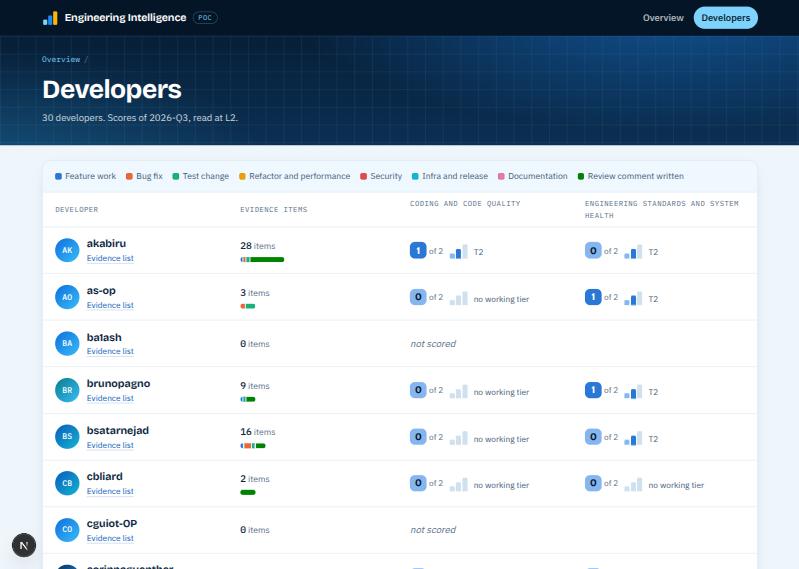 Engineering Intelligence POC
Overview Developers
Overview /
Developers
30 developers. Scores of 2026-Q3, read at L2.
Feature work Bug fix Test change Refactor and performance Security Infra and release Documentation Review comment written
DEVELOPER EVIDENCE ITEMS CODING AND CODE QUALITY ENGINEERING STANDARDS AND SYSTEM HEALTH
AK akabiru 28 items 1 of 2 T2 0 of 2 T2
Evidence list
AO as-op 3 items 0 of 2 no working tier 1 of 2 T2
Evidence list
BA ba1ash 0 items not scored
Evidence list
BR brunopagno 9 items 0 of 2 no working tier 1 of 2 T2
Evidence list
BS bsatarnejad 16 items 0 of 2 no working tier 0 of 2 T2
Evidence list
CB cbliard 2 items 0 of 2 no working tier 0 of 2 no working tier
Evidence list
CO cguiot-OP 0 items not scored
Evidence list
N